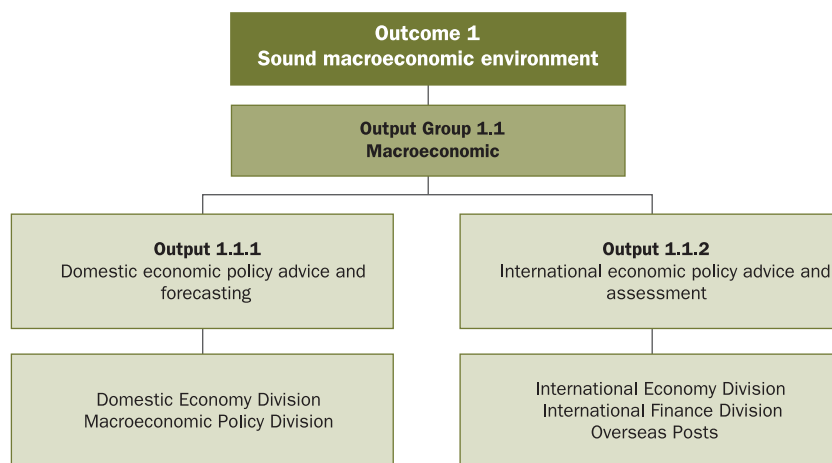 Outcome 1
Sound macroeconomic environment
Output Group 1.1
Macroeconomic
Output 1.1.1
Domestic economic policy advice and
forecasting
Output 1.1.2
International economic policy advice and
assessment
Domestic Economy Division
Macroeconomic Policy Division
International Economy Division
International Finance Division
Overseas Posts